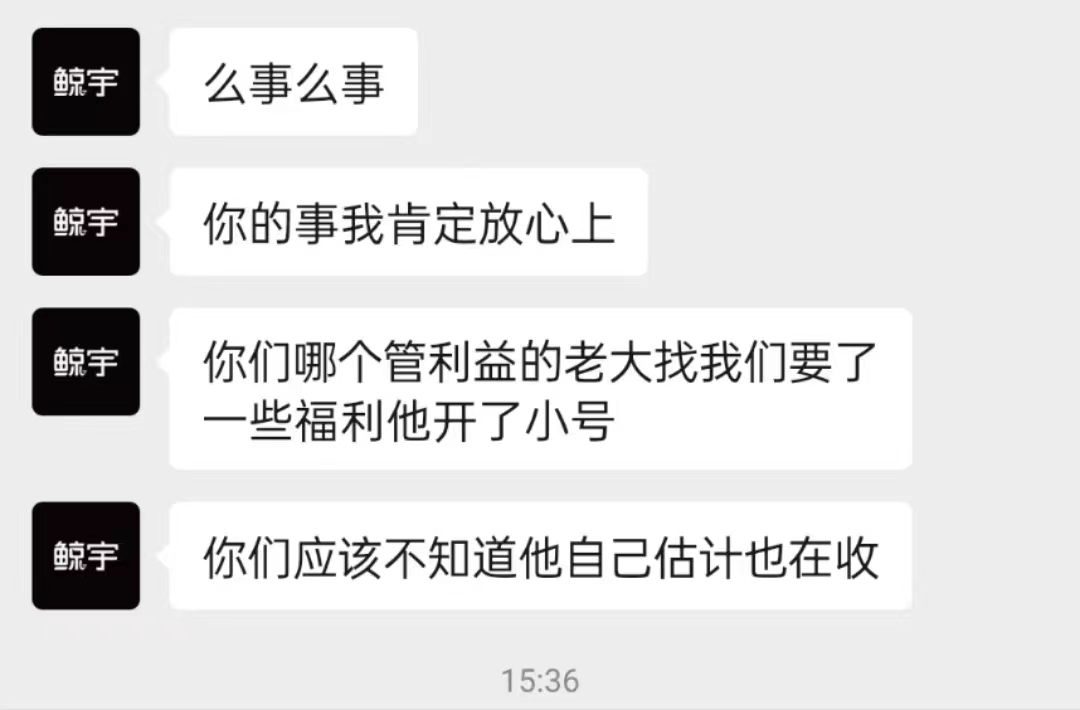 鲸宇
么事么事
鲸宇
你的事我肯定放心上
鲸宇
你们哪个管利益的老大找我们要了
一些福利他开了小号
鲸宇
你们应该不知道他自己估计也在收
15:36